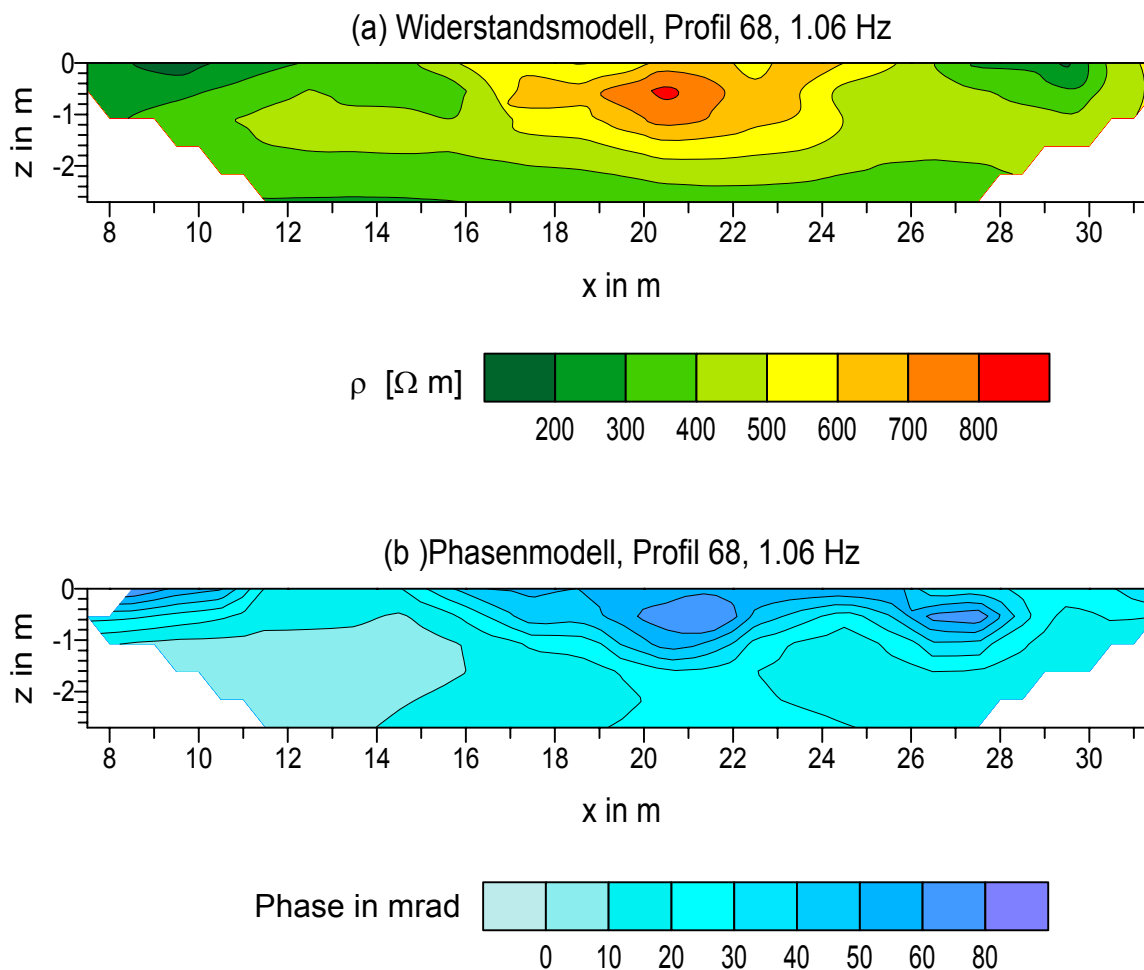 (a) Widerstandsmodell, Profil 68, 1.06 Hz
0
-1
-2
z in m
8 10 12 14 16 18 20 22 24 26 28 30
x in m
ρ [Ω m]
200 300 400 500 600 700 800
(b )Phasenmodell, Profil 68, 1.06 Hz
0
-1
-2
z in m
8 10 12 14 16 18 20 22 24 26 28 30
x in m
Phase in mrad
0 10 20 30 40 50 60 80